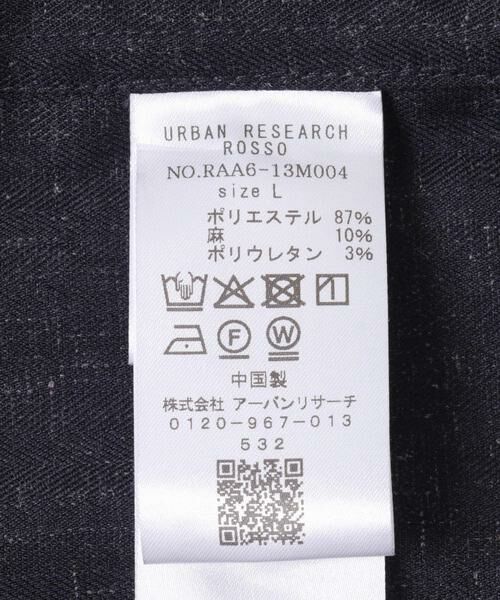 URBAN RESEARCH
ROSSO
NO.RAA6-13M004
size L
ポリエステル 87%
麻 10%
ポリウレタン 3%
1
F W
中国製
株式会社 アーバンリサーチ
0120-967-013
532